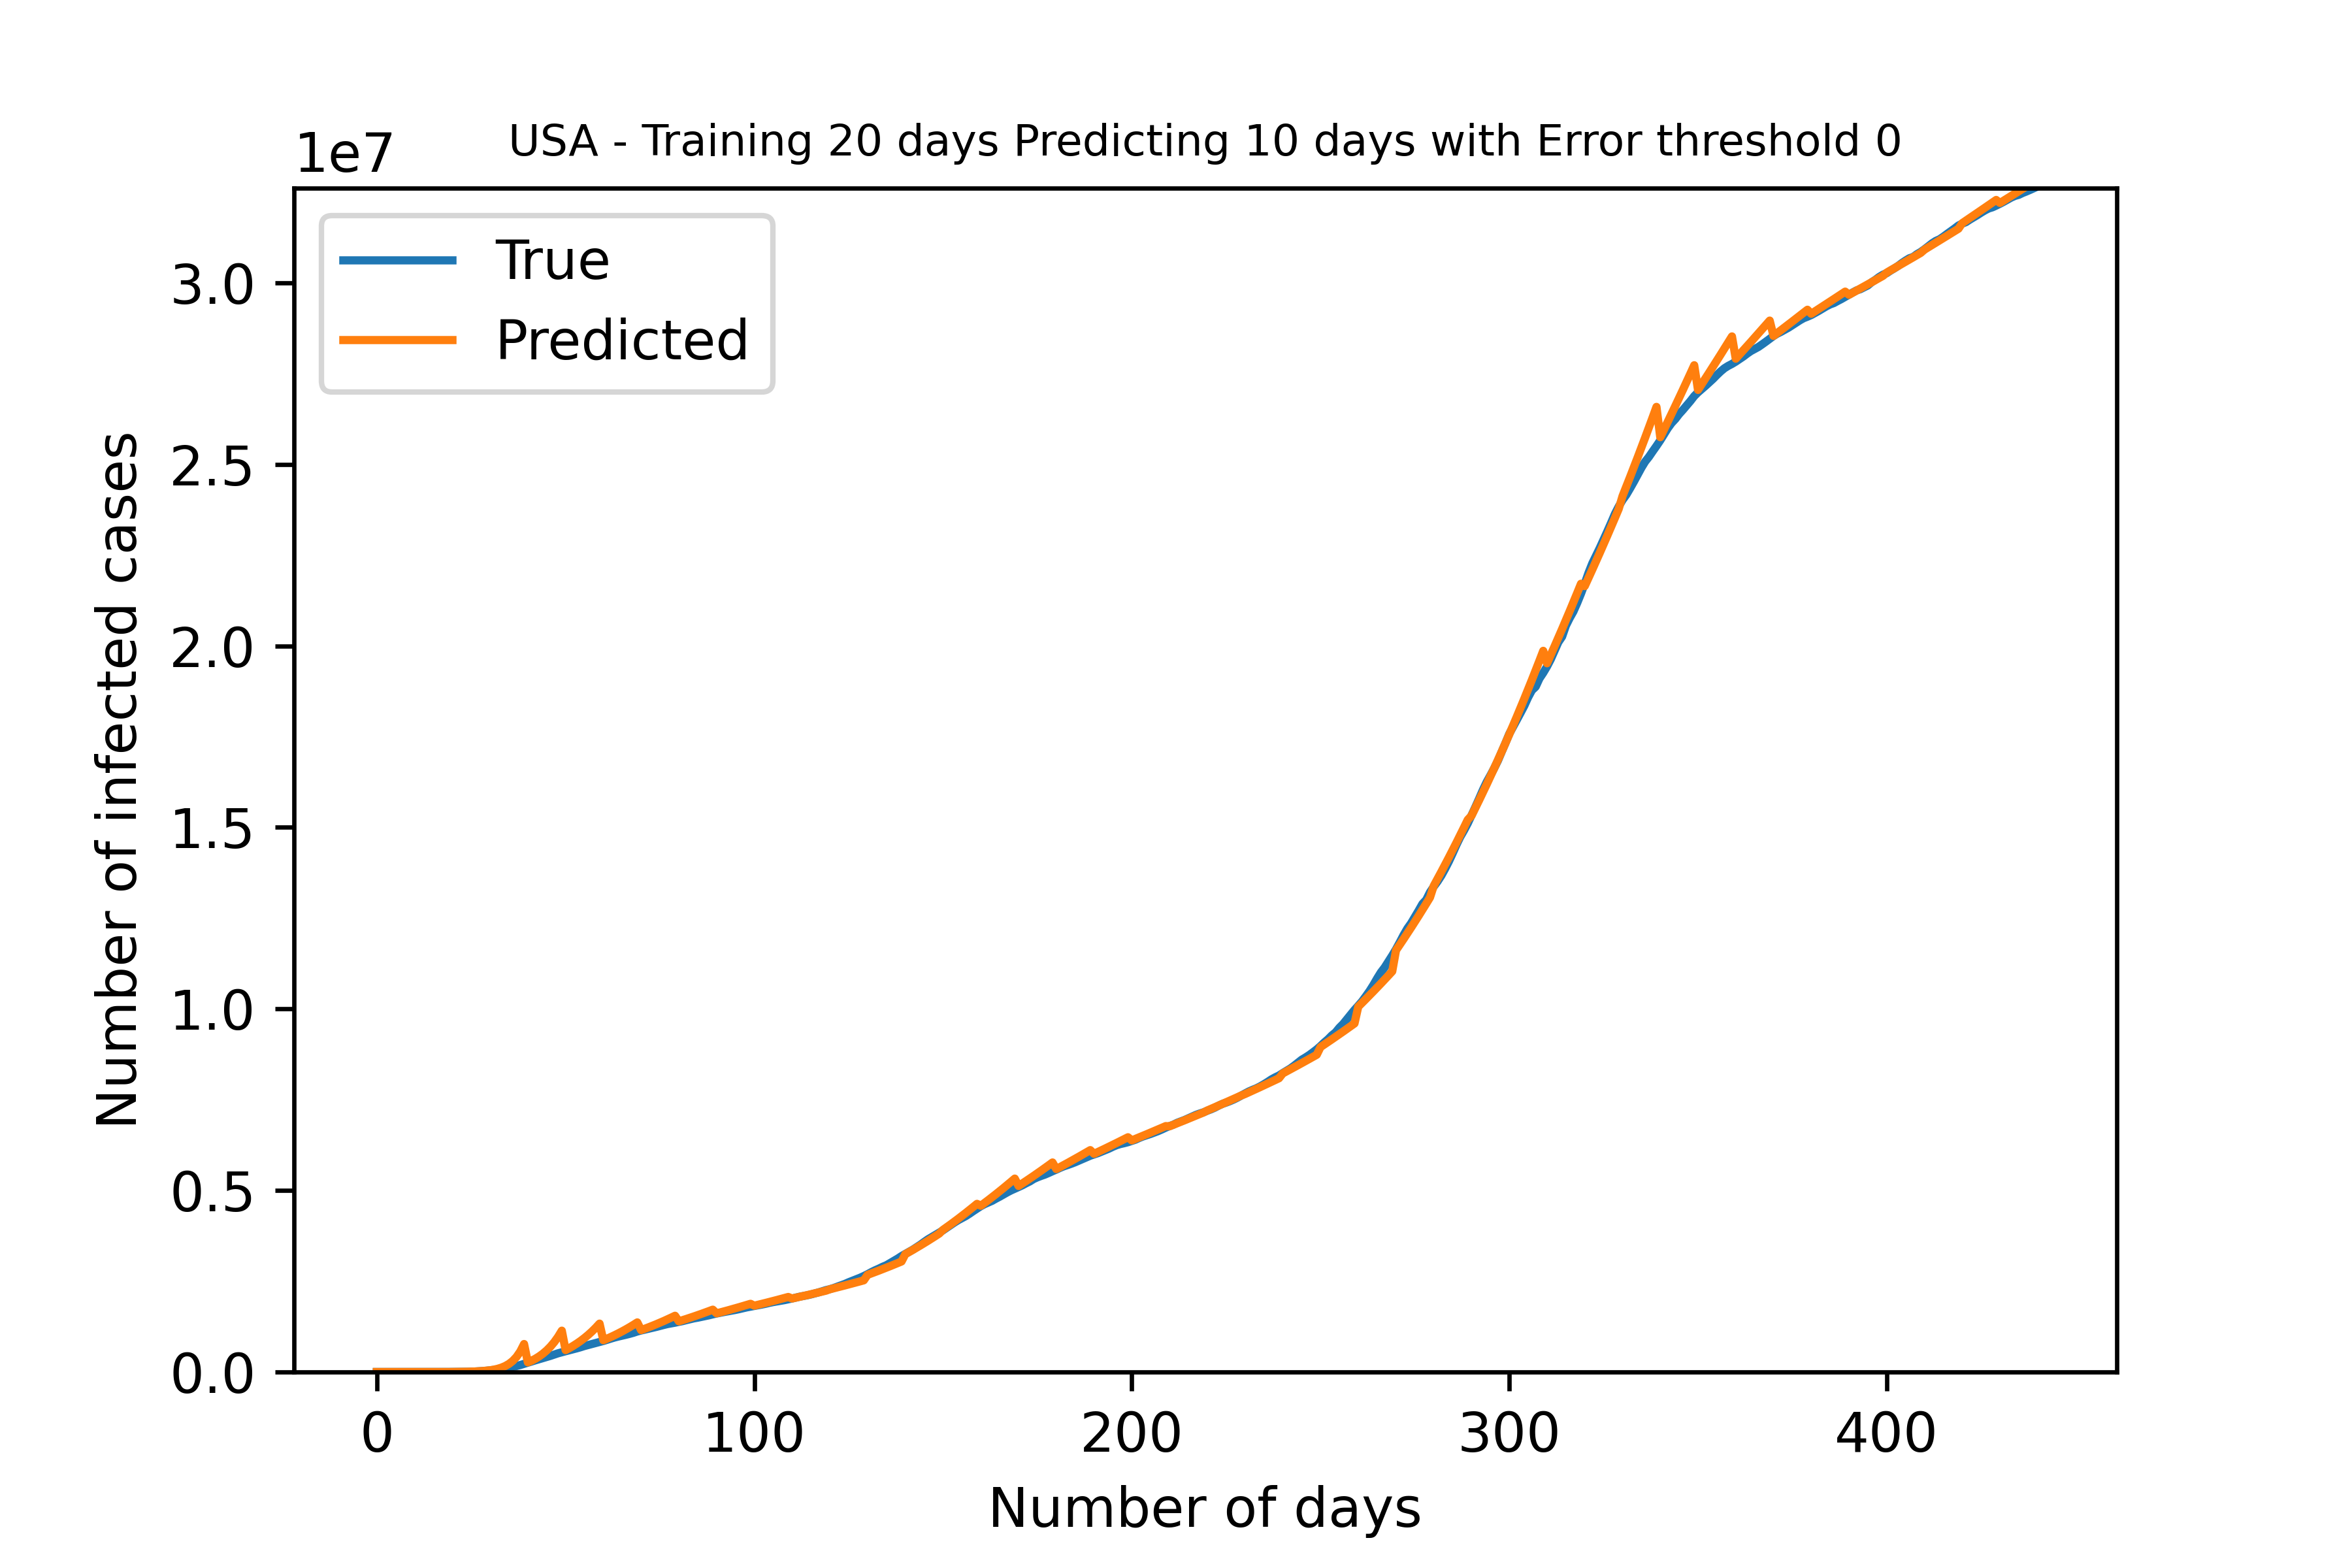 1e7
USA - Training 20 days Predicting 10 days with Error threshold 0
True
Predicted
3.0
2.5
2.0
1.5
1.0
0.5
0.0
Number of infected cases
0 100 200 300 400
Number of days